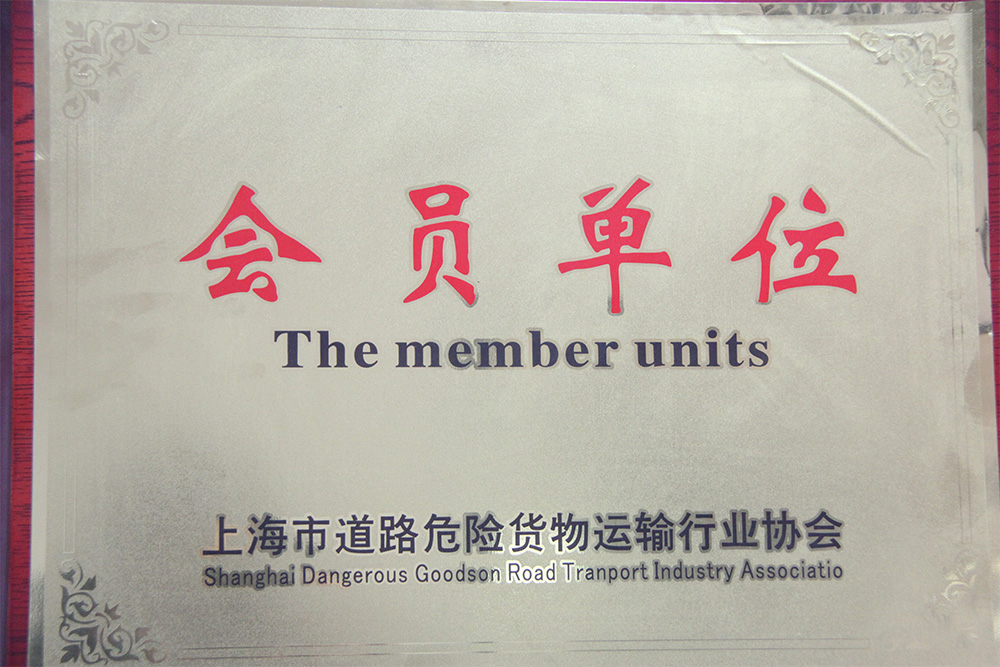 会员单位
The member units
上海市道路危险货物运输行业协会
Shanghai Dangerous Goodson Road Tranport Industry Associatio